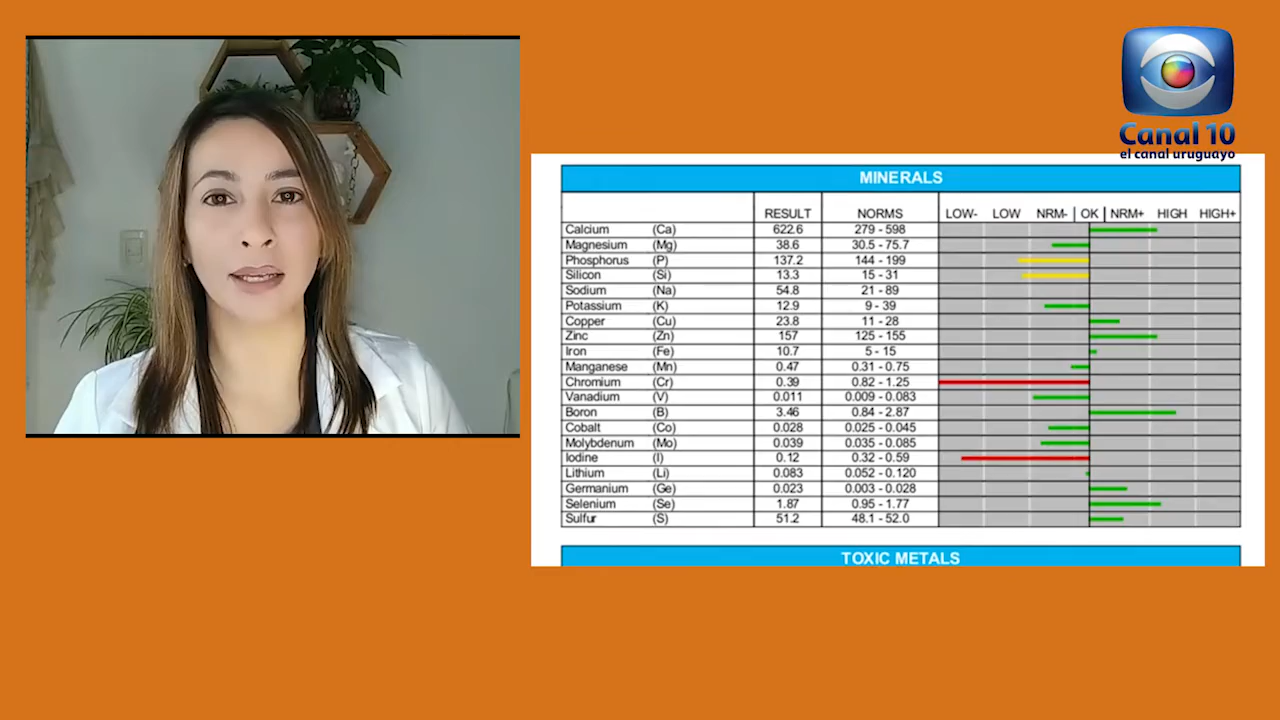 Canal 10
el canal uruguayo
MINERALS
RESULT NORMS LOW- LOW NRM- OK NRM+ HIGH HIGH+
Calcium (Ca) 622.6 279 - 598
Magnesium (Mg) 38.6 30.5 - 75.7
Phosphorus (P) 137.2 144 - 199
Silicon (Si) 13.3 15 - 31
Sodium (Na) 54.8 21 - 89
Potassium (K) 12.9 9 - 39
Copper (Cu) 23.8 11 - 28
Zinc (Zn) 157 125 - 155
Iron (Fe) 10.7 5 - 15
Manganese (Mn) 0.47 0.31 - 0.75
Chromium (Cr) 0.39 0.82 - 1.25
Vanadium (V) 0.011 0.009 - 0.083
Boron (B) 3.46 0.84 - 2.87
Cobalt (Co) 0.028 0.025 - 0.045
Molybdenum (Mo) 0.039 0.035 - 0.085
Iodine (I) 0.12 0.32 - 0.59
Lithium (Li) 0.083 0.052 - 0.120
Germanium (Ge) 0.023 0.003 - 0.028
Selenium (Se) 1.87 0.95 - 1.77
Sulfur (S) 51.2 48.1 - 52.0
TOXIC METALS